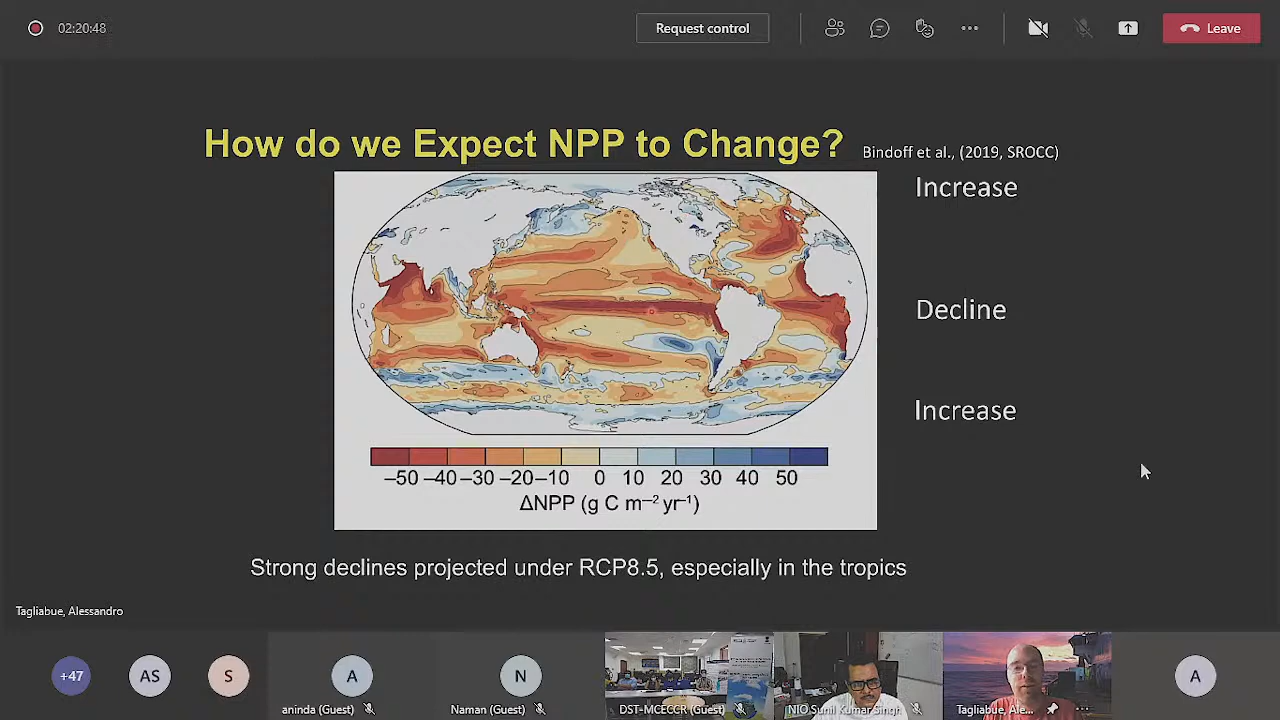 02:20:48
Request control
Leave
How do we Expect NPP to Change?
Bindoff et al., (2019, SROCC)
Increase
Decline
Increase
−50 −40 −30 −20 −10 0 10 20 30 40 50
ΔNPP (g C m⁻² yr⁻¹)
Strong declines projected under RCP8.5, especially in the tropics
Tagliabue, Alessandro
+47
AS
S
A
N
A
aninda (Guest)
Naman (Guest)
DST-MCECCR (Guest)
NIO Sunil Kumar Singh
Tagliabue, Ale...